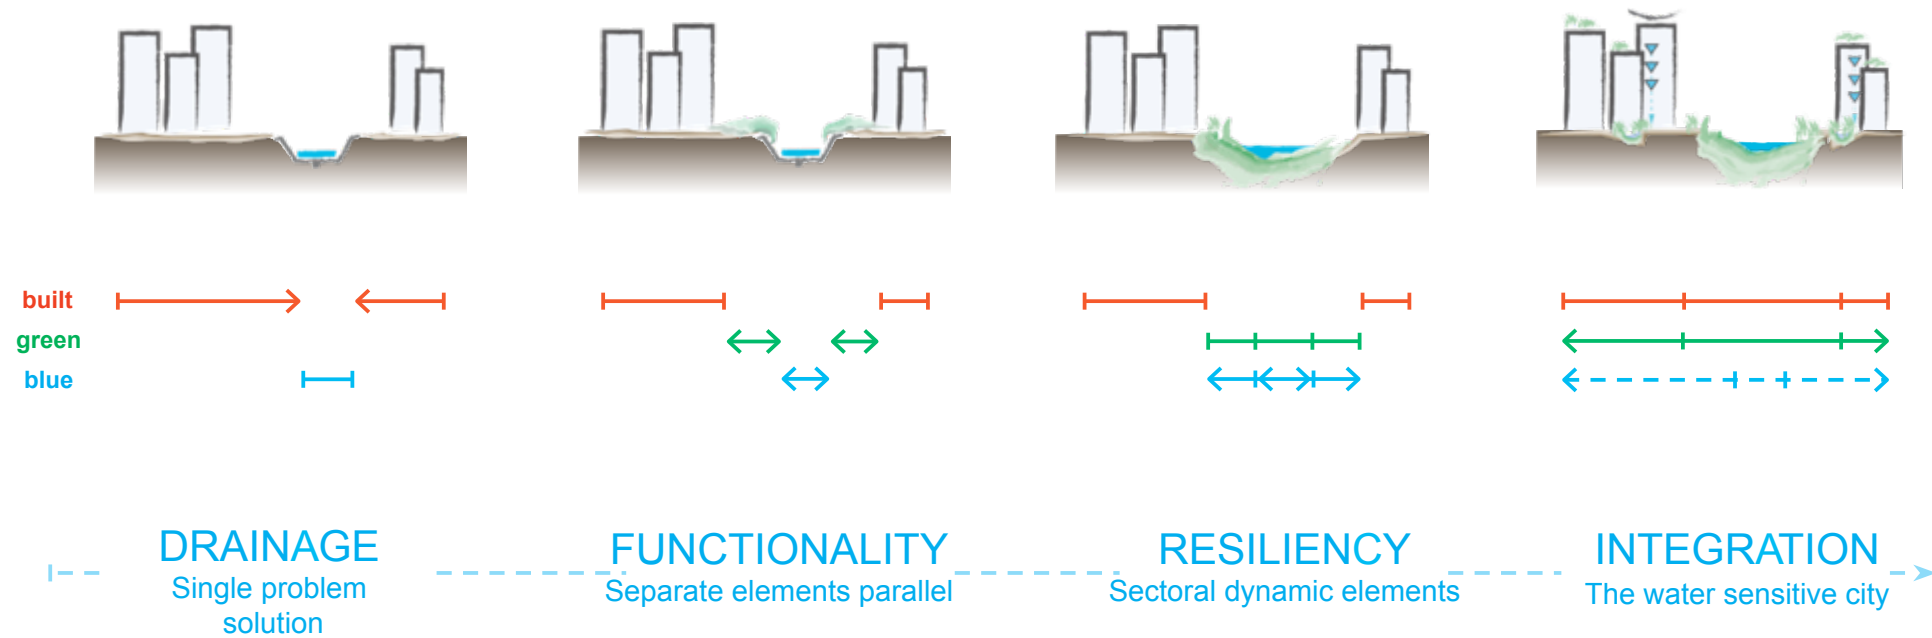 built
green
blue
DRAINAGE
Single problem
solution
FUNCTIONALITY
Separate elements parallel
RESILIENCY
Sectoral dynamic elements
INTEGRATION
The water sensitive city